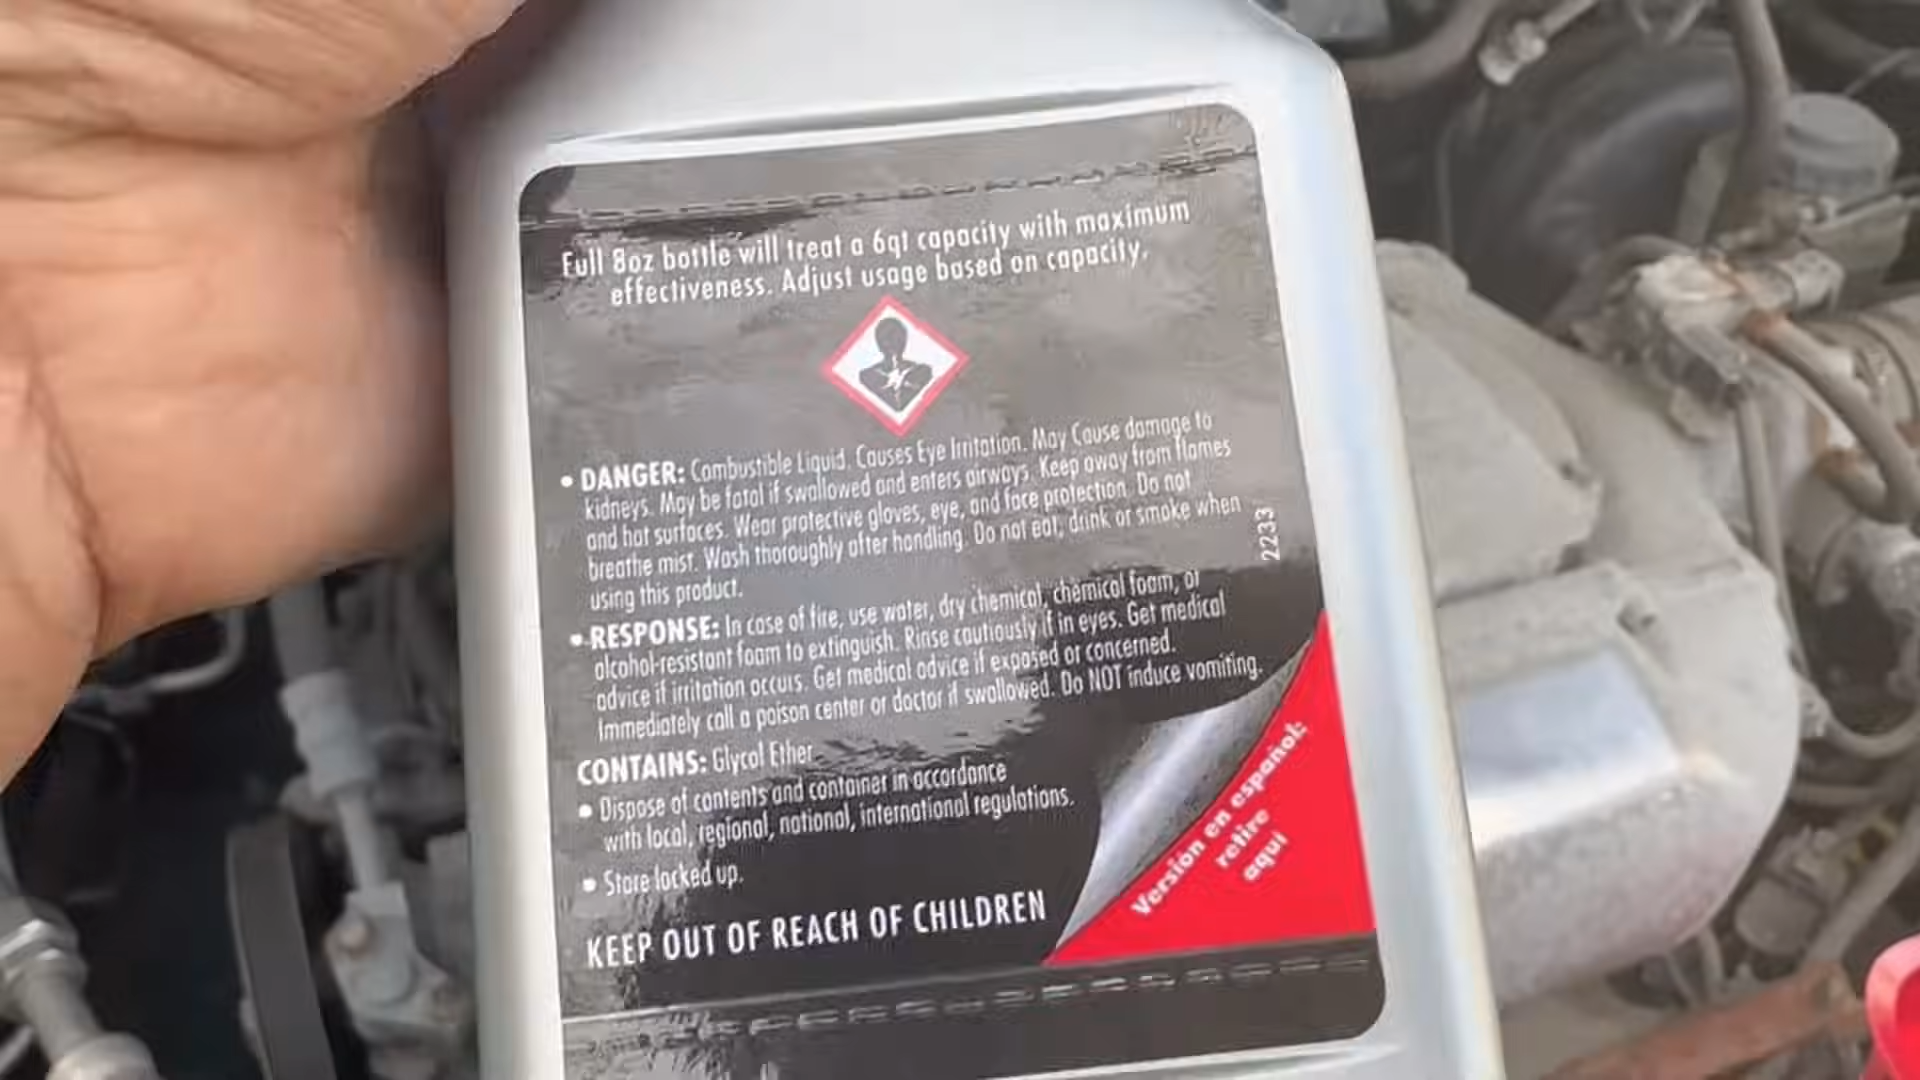 Full 8oz bottle will treat a 6qt capacity with maximum
effectiveness. Adjust usage based on capacity.
• DANGER: Combustible Liquid. Causes Eye Irritation. May Cause damage to
kidneys. May be fatal if swallowed and enters airways. Keep away from flames
and hot surfaces. Wear protective gloves, eye, and face protection. Do not
breathe mist. Wash thoroughly after handling. Do not eat, drink or smoke when
using this product.
2233
• RESPONSE: In case of fire, use water, dry chemical, chemical foam, or
alcohol-resistant foam to extinguish. Rinse cautiously if in eyes. Get medical
advice if irritation occurs. Get medical advice if exposed or concerned.
Immediately call a poison center or doctor if swallowed. Do NOT induce vomiting.
CONTAINS: Glycol Ether
• Dispose of contents and container in accordance
with local, regional, national, international regulations.
• Store locked up.
KEEP OUT OF REACH OF CHILDREN
Versión en español:
retire
aquí